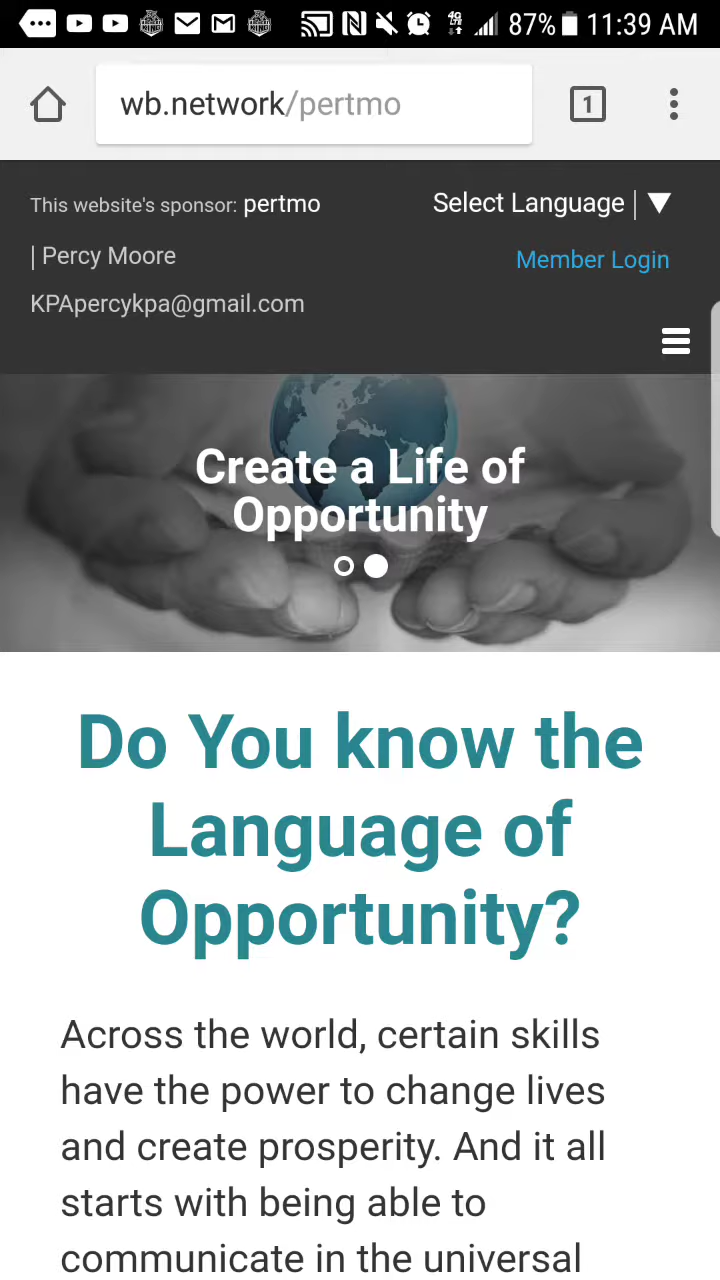 87% 11:39 AM
wb.network/pertmo
1
This website's sponsor: pertmo
Select Language | ▼
| Percy Moore
Member Login
KPApercykpa@gmail.com
Create a Life of
Opportunity
Do You know the
Language of
Opportunity?
Across the world, certain skills
have the power to change lives
and create prosperity. And it all
starts with being able to
communicate in the universal